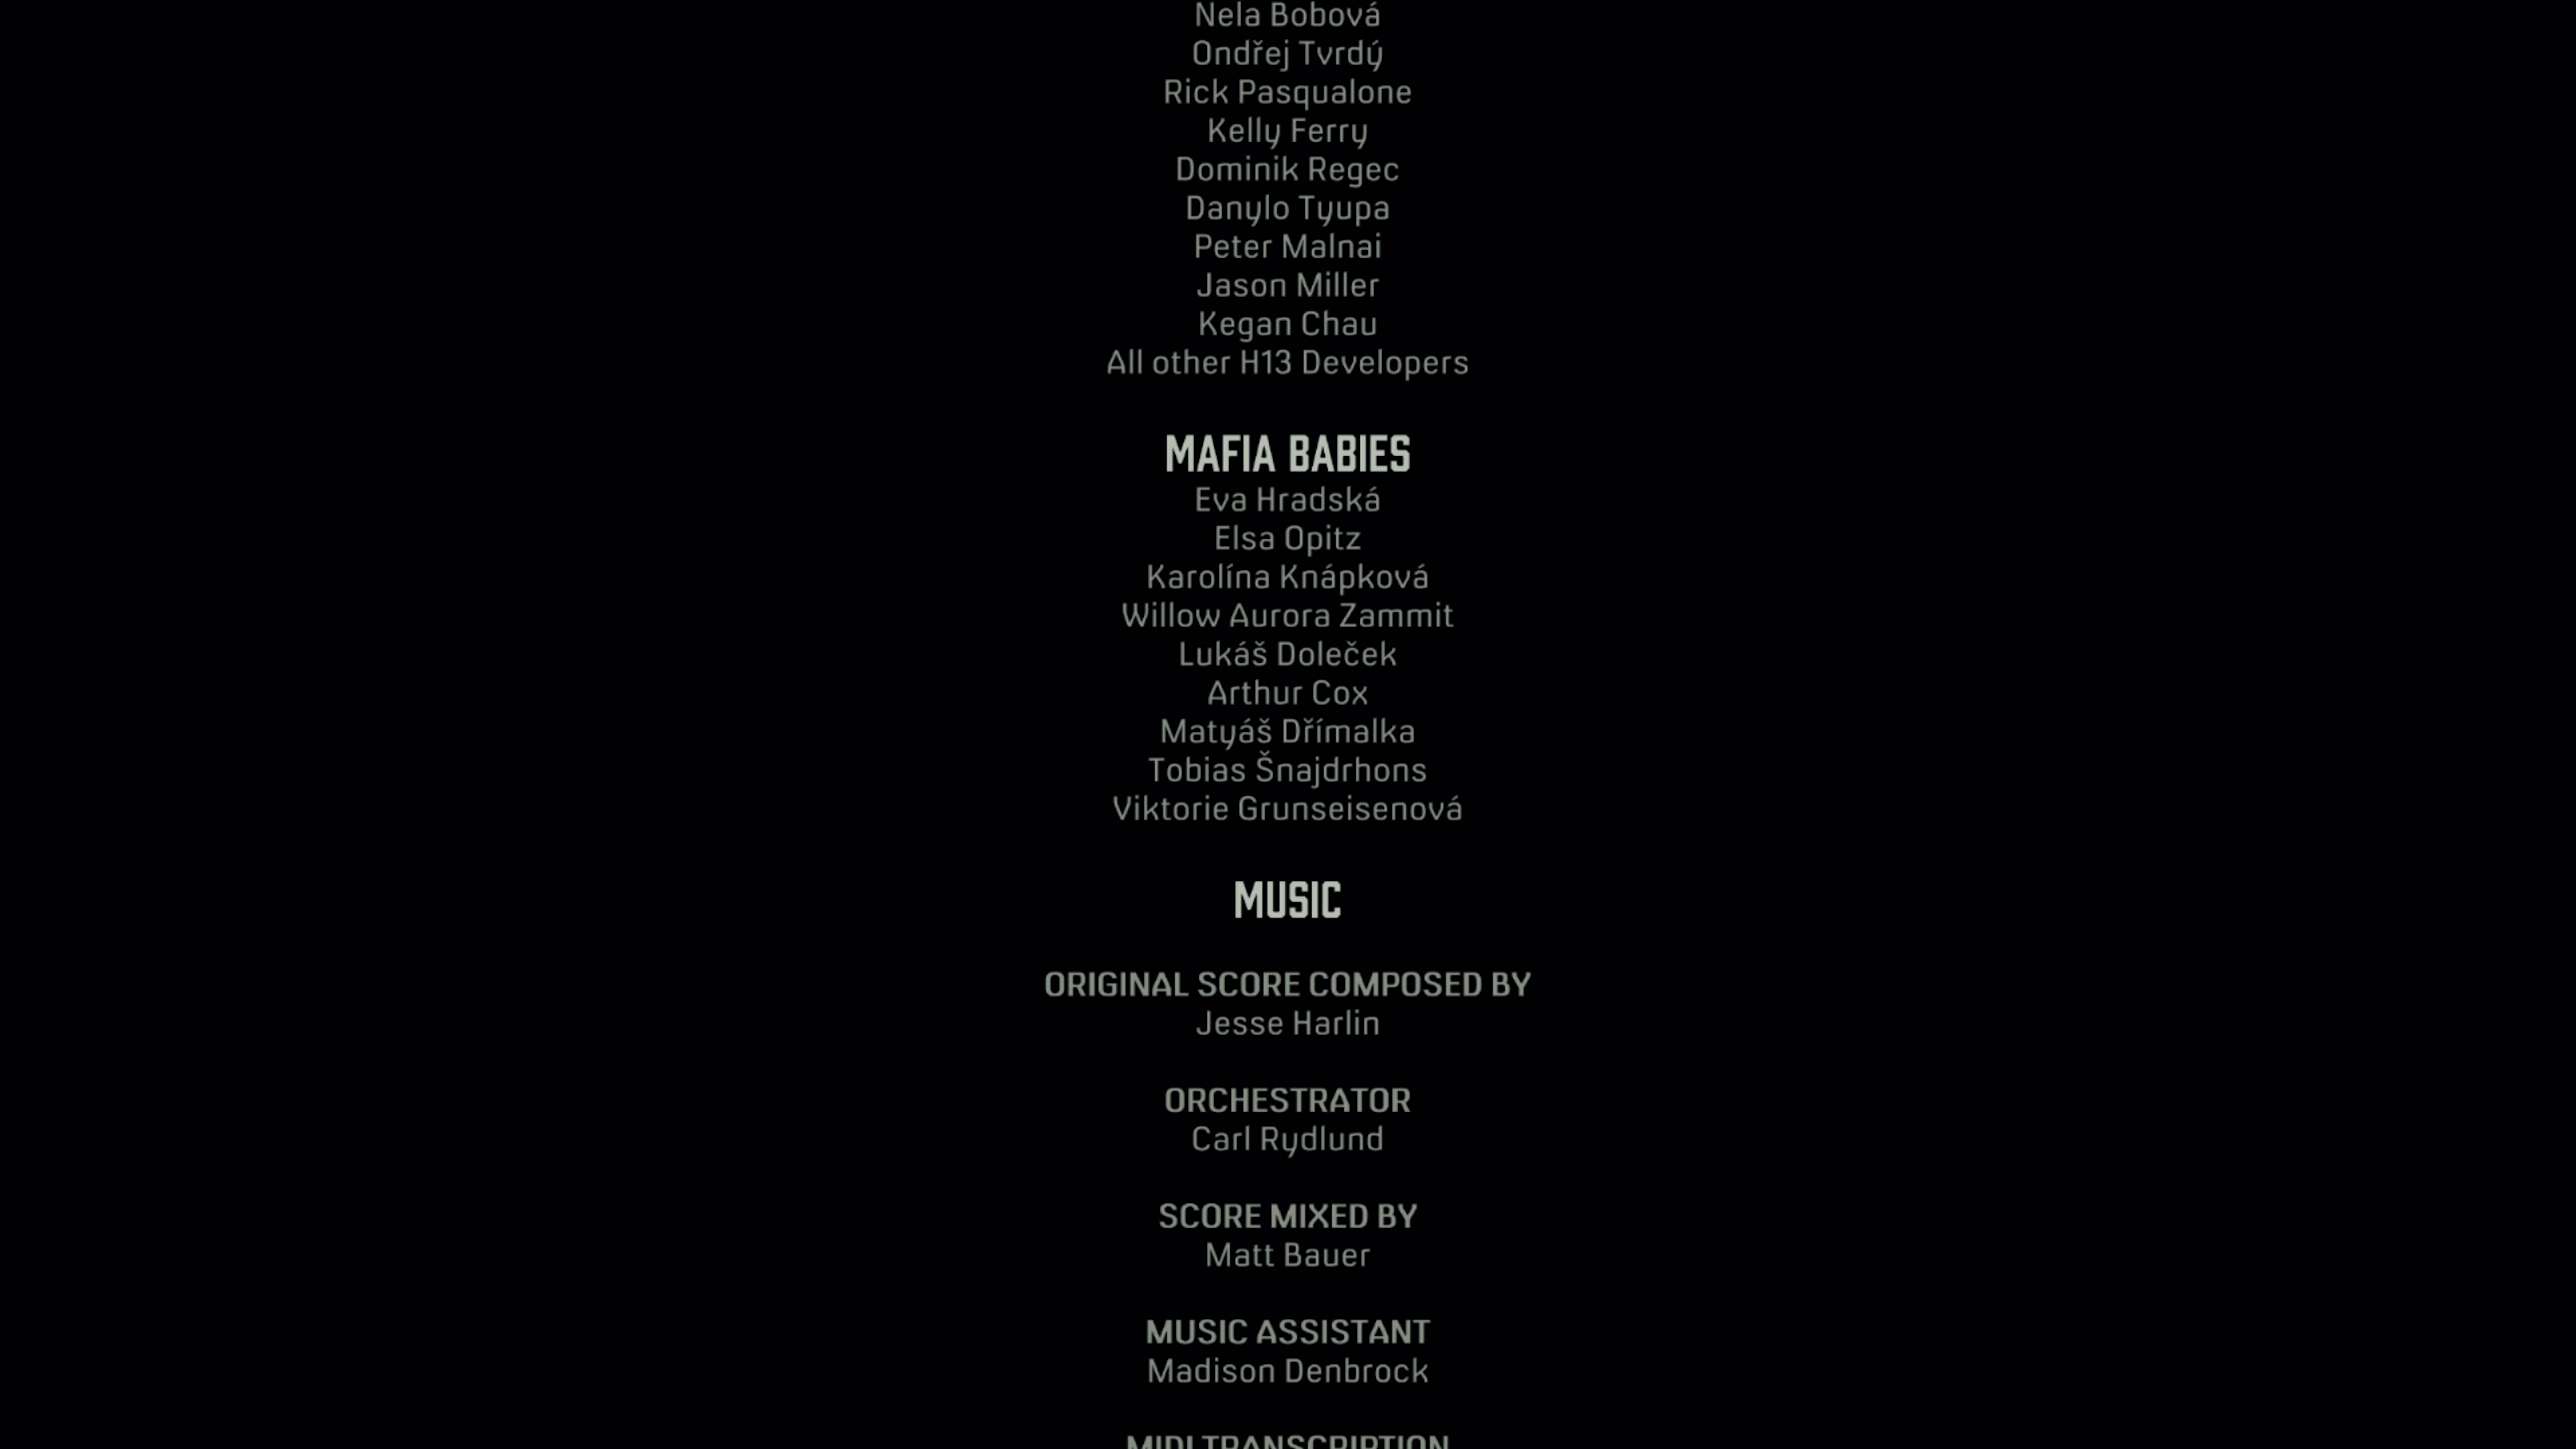 Nela Bobová
Ondřej Tvrdý
Rick Pasqualone
Kelly Ferry
Dominik Regec
Danylo Tyupa
Peter Malnai
Jason Miller
Kegan Chau
All other H13 Developers
MAFIA BABIES
Eva Hradská
Elsa Opitz
Karolína Knápková
Willow Aurora Zammit
Lukáš Doleček
Arthur Cox
Matyáš Dřímalka
Tobias Šnajdrhons
Viktorie Grunseisenová
MUSIC
ORIGINAL SCORE COMPOSED BY
Jesse Harlin
ORCHESTRATOR
Carl Rydlund
SCORE MIXED BY
Matt Bauer
MUSIC ASSISTANT
Madison Denbrock
MIDI TRANSCRIPTION